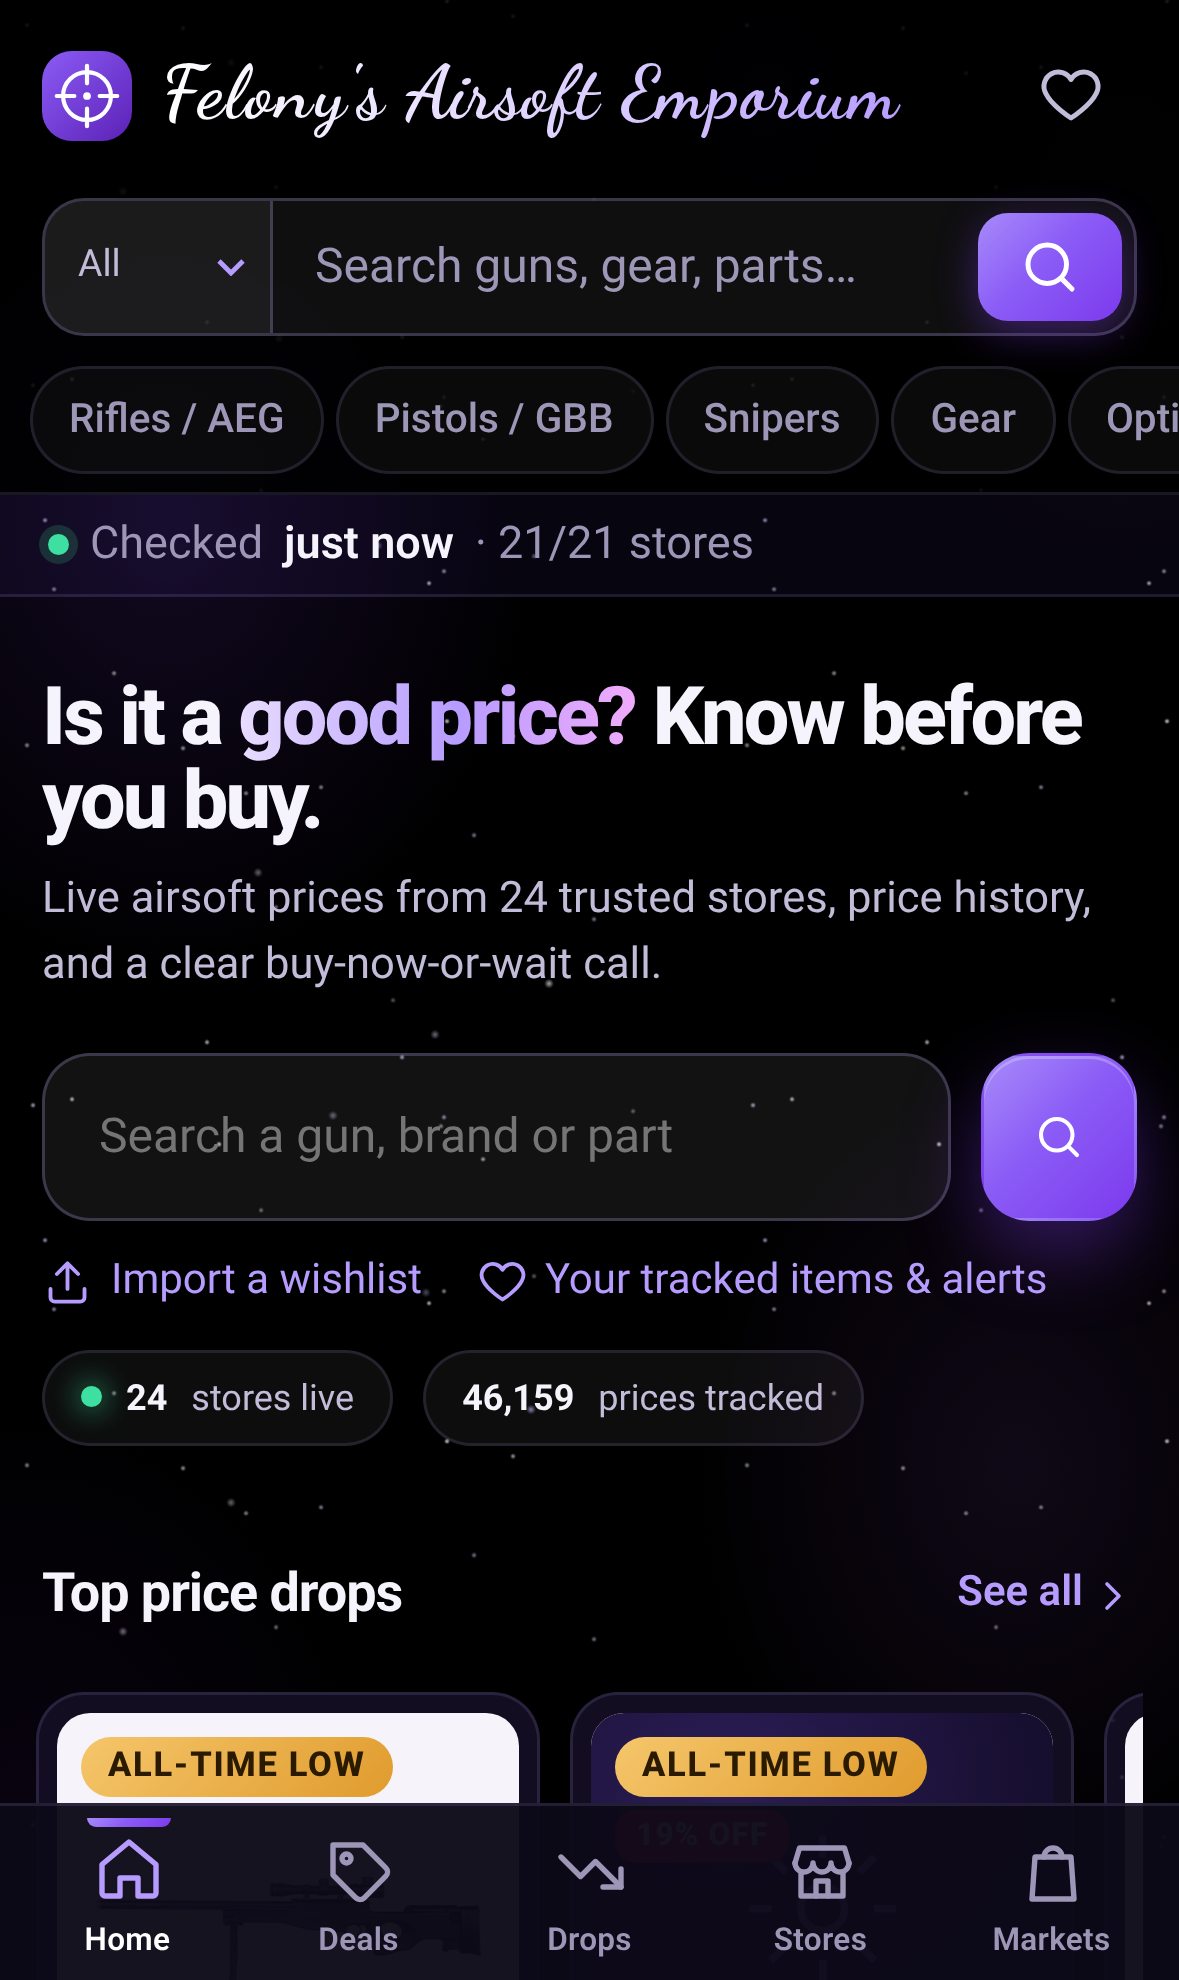 Felony's Airsoft Emporium
All
Search guns, gear, parts...
Rifles / AEG
Pistols / GBB
Snipers
Gear
Opti
Checked just now · 21/21 stores
Is it a good price? Know before
you buy.
Live airsoft prices from 24 trusted stores, price history,
and a clear buy-now-or-wait call.
Search a gun, brand or part
Import a wishlist
Your tracked items & alerts
24 stores live
46,159 prices tracked
Top price drops
See all
ALL-TIME LOW
ALL-TIME LOW
19% OFF
Home
Deals
Drops
Stores
Markets